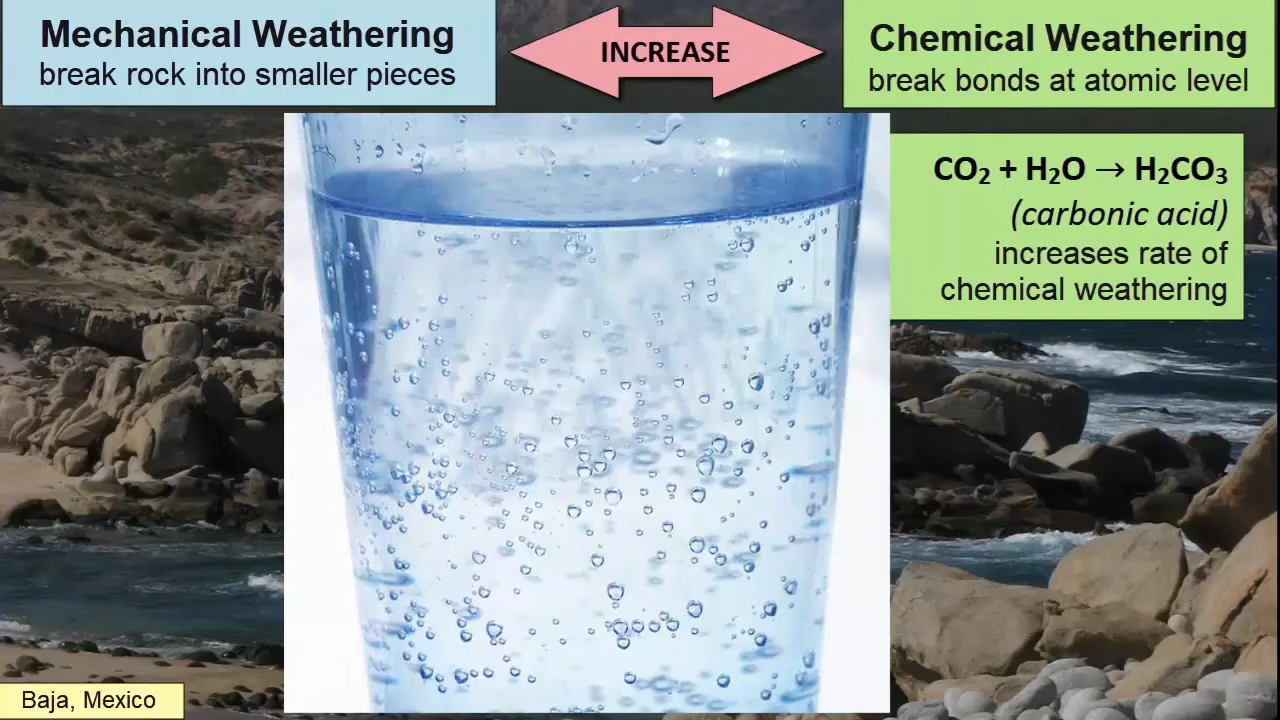 Mechanical Weathering
break rock into smaller pieces
INCREASE
Chemical Weathering
break bonds at atomic level
CO₂ + H₂O → H₂CO₃
(carbonic acid)
increases rate of
chemical weathering
Baja, Mexico